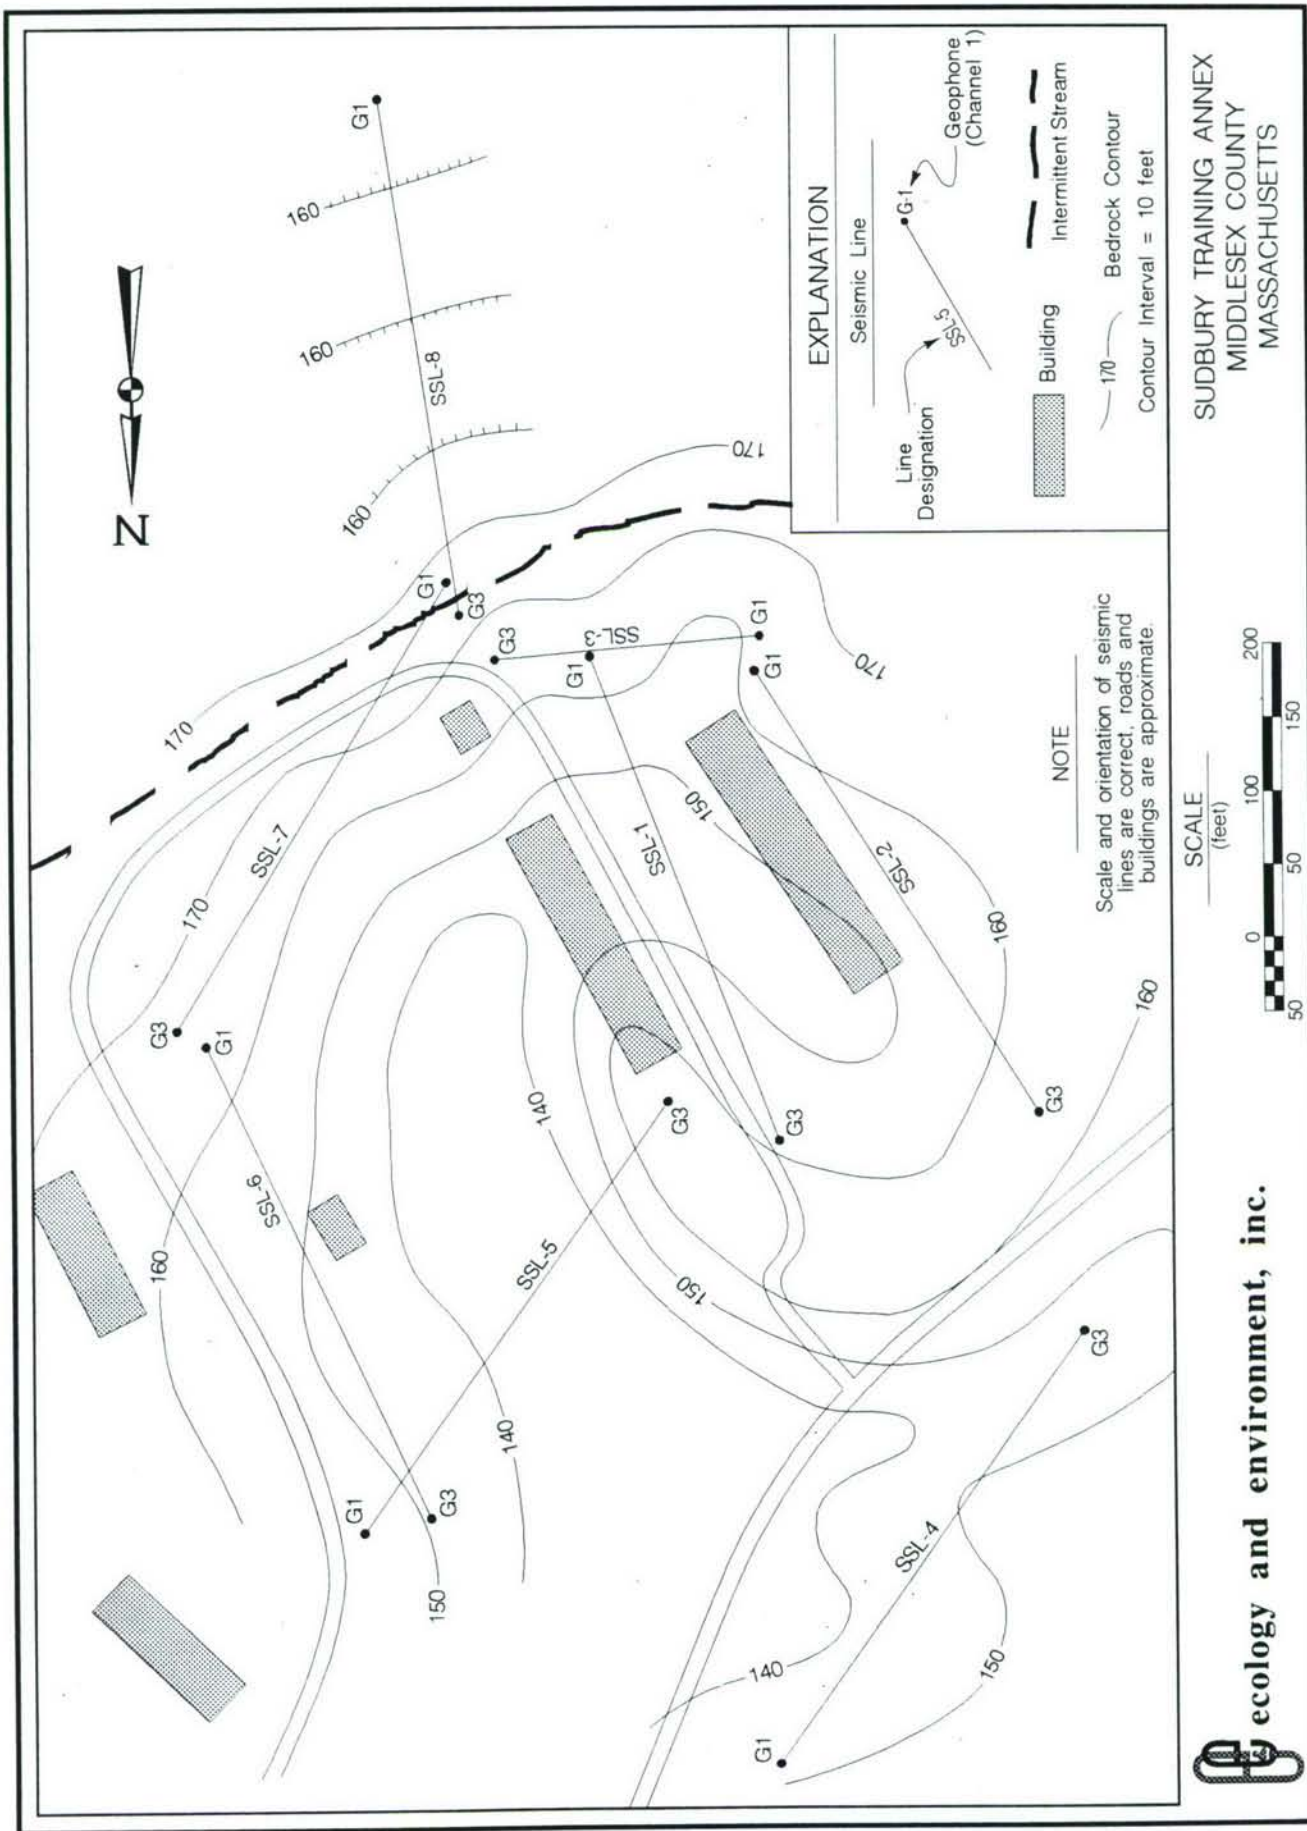 N
G1
160
160
SSL-8
160
170
G1
G3
G3
SSL-3
G1
G1
G1
170
170
170
SSL-7
SSL-1
150
SSL-2
160
160
G3
G1
140
G3
G3
G3
SSL-6
160
SSL-5
150
G3
140
G1
G3
150
SSL-4
140
150
G1
EXPLANATION
Seismic Line
Line
Designation
SSL-5
G-1
Geophone
(Channel 1)
Building
Intermittent Stream
170
Bedrock Contour
Contour Interval = 10 feet
NOTE
Scale and orientation of seismic
lines are correct, roads and
buildings are approximate.
SCALE
(feet)
50 0 50 100 150 200
SUDBURY TRAINING ANNEX
MIDDLESEX COUNTY
MASSACHUSETTS
ecology and environment, inc.